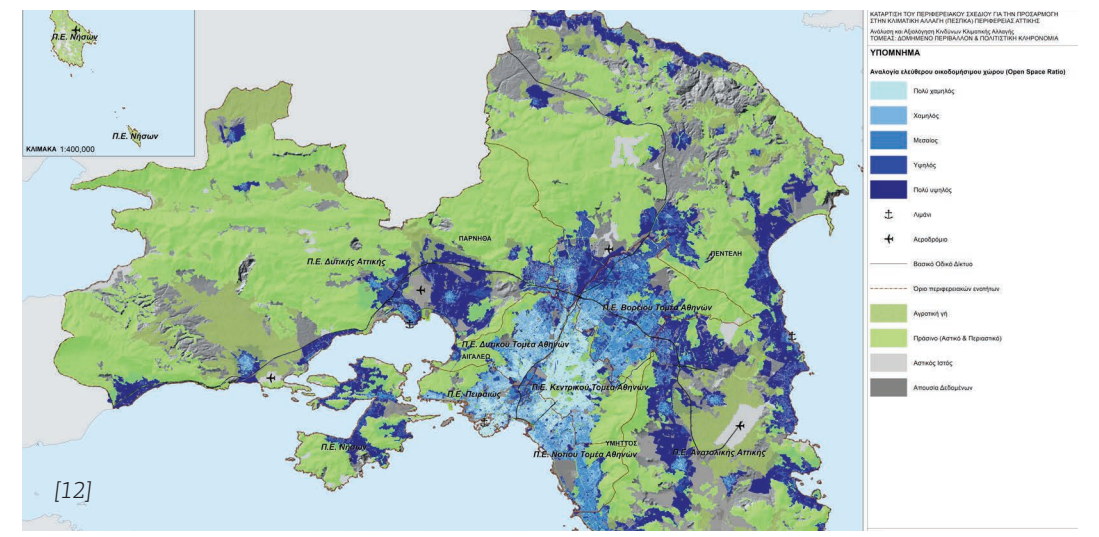 ΚΑΤΑΡΤΙΣΗ ΤΟΥ ΠΕΡΙΦΕΡΕΙΑΚΟΥ ΣΧΕΔΙΟΥ ΓΙΑ ΤΗΝ ΠΡΟΣΑΡΜΟΓΗ
ΣΤΗΝ ΚΛΙΜΑΤΙΚΗ ΑΛΛΑΓΗ (ΠΕΣΠΚΑ) ΠΕΡΙΦΕΡΕΙΑΣ ΑΤΤΙΚΗΣ
Ανάλυση και Αξιολόγηση Κινδύνων Κλιματικής Αλλαγής
ΤΟΜΕΑΣ: ΔΟΜΗΜΕΝΟ ΠΕΡΙΒΑΛΛΟΝ & ΠΟΛΙΤΙΣΤΙΚΗ ΚΛΗΡΟΝΟΜΙΑ
ΥΠΟΜΝΗΜΑ
Αναλογία ελεύθερου οικοδομήσιμου χώρου (Open Space Ratio)
Πολύ χαμηλός
Χαμηλός
Μεσαίος
Υψηλός
Πολύ υψηλός
Λιμάνι
Αεροδρόμιο
Βασικό Οδικό Δίκτυο
Όρια περιφερειακών ενοτήτων
Αγροτική γή
Πράσινο (Αστικό & Περιαστικό)
Αστικός Ιστός
Απουσία Δεδομένων
Π.Ε. Νήσων
Π.Ε. Νήσων
ΚΛΙΜΑΚΑ 1:400,000
ΠΑΡΝΗΘΑ
Π.Ε. Δυτικής Αττικής
ΠΕΝΤΕΛΗ
Π.Ε. Βορείου Τομέα Αθηνών
Π.Ε. Δυτικού Τομέα Αθηνών
ΑΙΓΑΛΕΩ
Π.Ε. Κεντρικού Τομέα Αθηνών
Π.Ε. Πειραιώς
Π.Ε. Νήσων
ΥΜΗΤΤΟΣ
Π.Ε. Νοτίου Τομέα Αθηνών
Π.Ε. Ανατολικής Αττικής
[12]